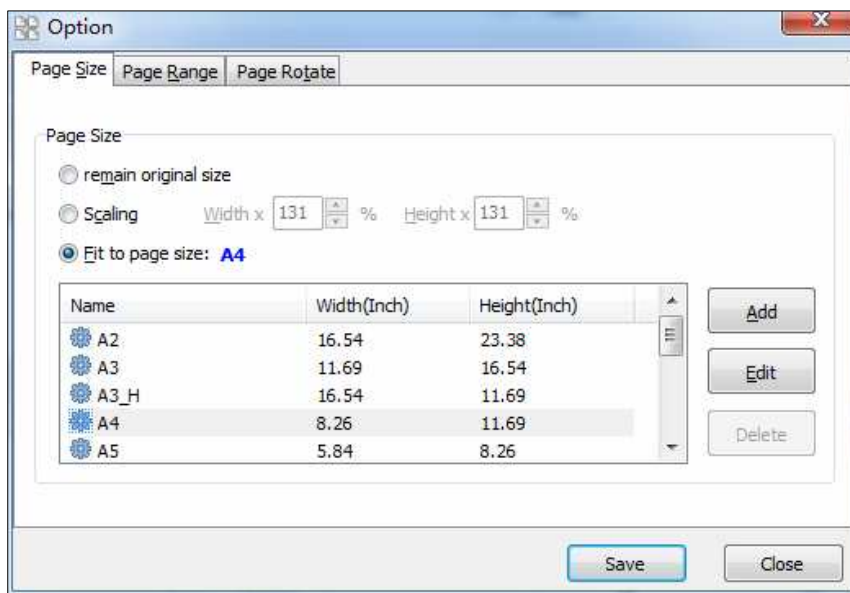 Option
Page Size Page Range Page Rotate
Page Size
remain original size
Scaling Width x 131 % Height x 131 %
Fit to page size: A4
Name Width(Inch) Height(Inch)
A2 16.54 23.38
A3 11.69 16.54
A3_H 16.54 11.69
A4 8.26 11.69
A5 5.84 8.26
Add
Edit
Delete
Save Close